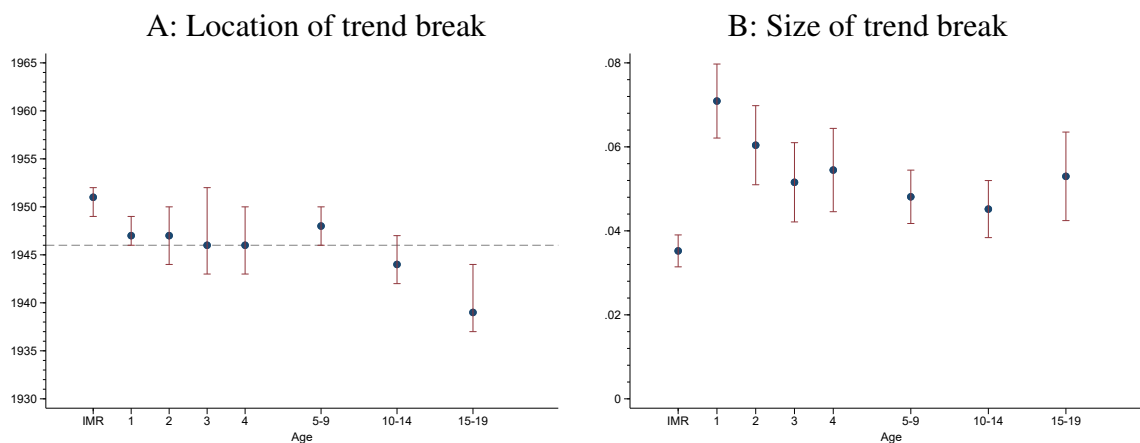 A: Location of trend break
1965
1960
1955
1950
1945
1940
1935
1930
IMR 1 2 3 4 5-9 10-14 15-19
Age
B: Size of trend break
.08
.06
.04
.02
0
IMR 1 2 3 4 5-9 10-14 15-19
Age